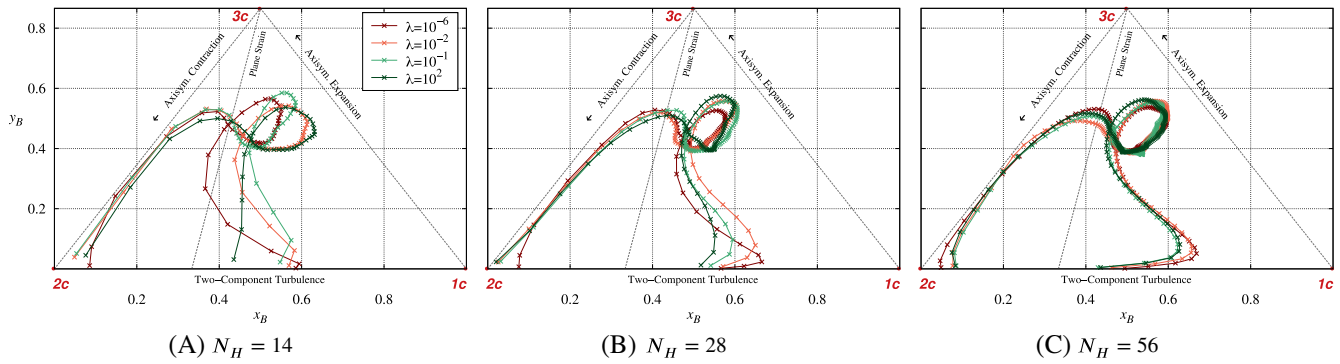 3c
Axisym. Contraction
Plane Strain
Axisym. Expansion
λ=10⁻⁶
λ=10⁻²
λ=10⁻¹
λ=10²
0.8
0.6
y_B
0.4
0.2
2c
Two−Component Turbulence
1c
0.2
0.4
0.6
0.8
x_B
(A) N_H = 14
3c
Axisym. Contraction
Plane Strain
Axisym. Expansion
2c
Two−Component Turbulence
1c
0.2
0.4
0.6
0.8
x_B
(B) N_H = 28
3c
Axisym. Contraction
Plane Strain
Axisym. Expansion
2c
Two−Component Turbulence
1c
0.2
0.4
0.6
0.8
x_B
(C) N_H = 56